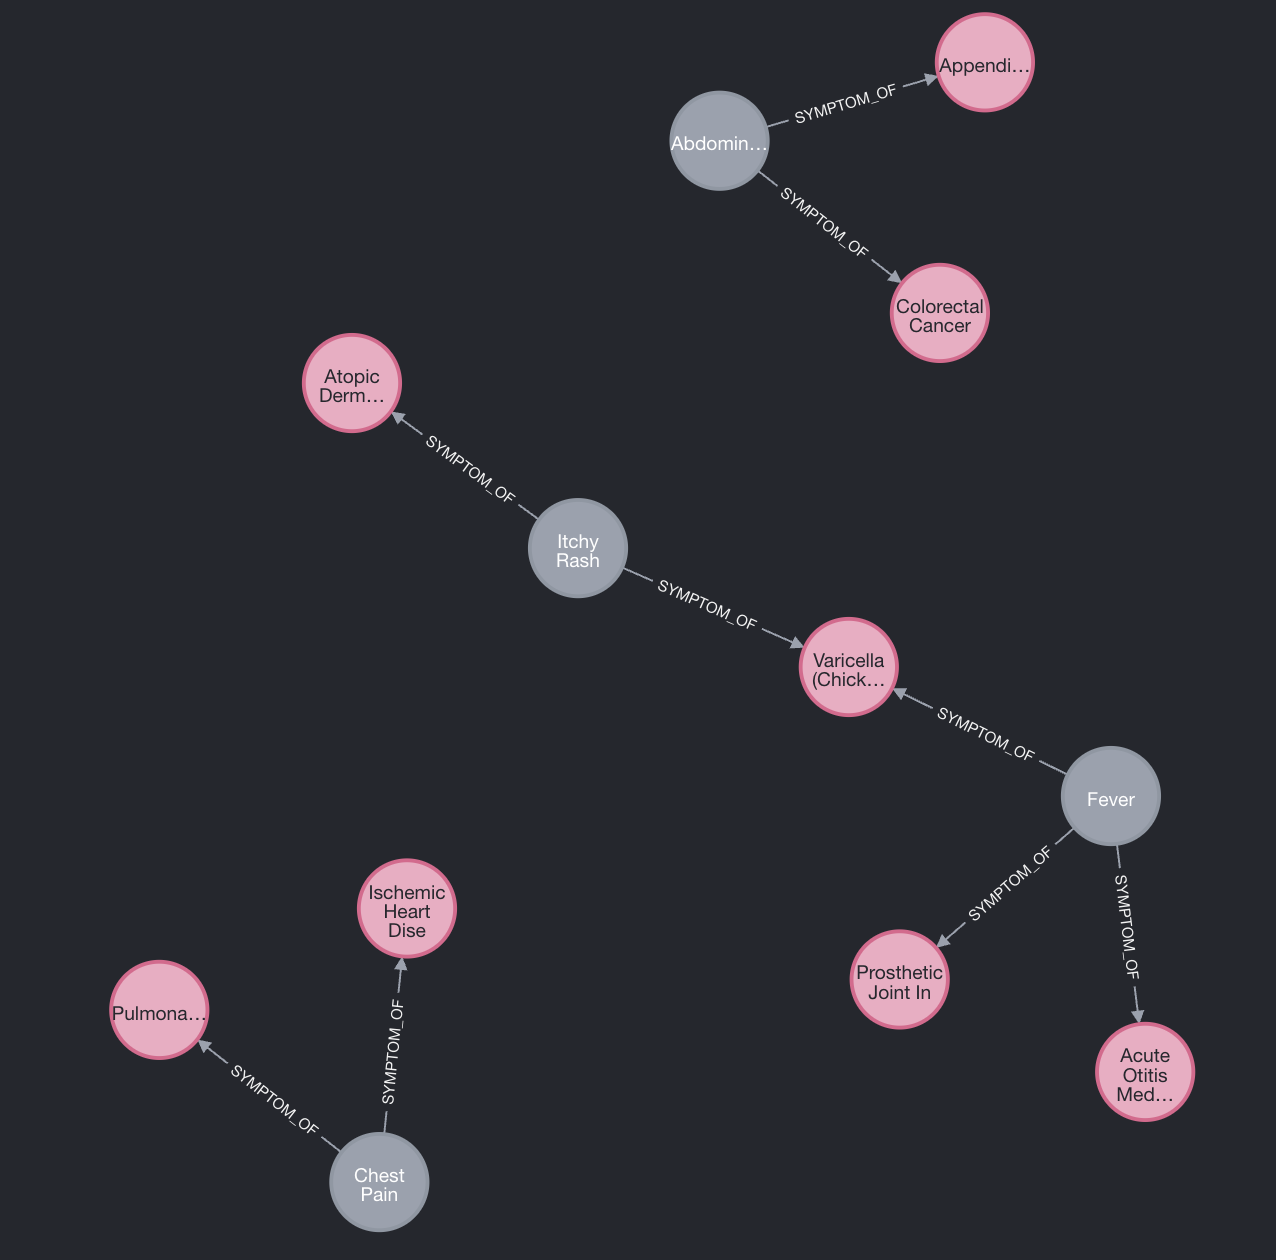 Appendi…
SYMPTOM_OF
Abdomin…
SYMPTOM_OF
Colorectal
Cancer
Atopic
Derm…
SYMPTOM_OF
Itchy
Rash
SYMPTOM_OF
Varicella
(Chick…
SYMPTOM_OF
Fever
SYMPTOM_OF
SYMPTOM_OF
Ischemic
Heart
Dise
Prosthetic
Joint In
Pulmona…
SYMPTOM_OF
SYMPTOM_OF
Acute
Otitis
Med…
Chest
Pain